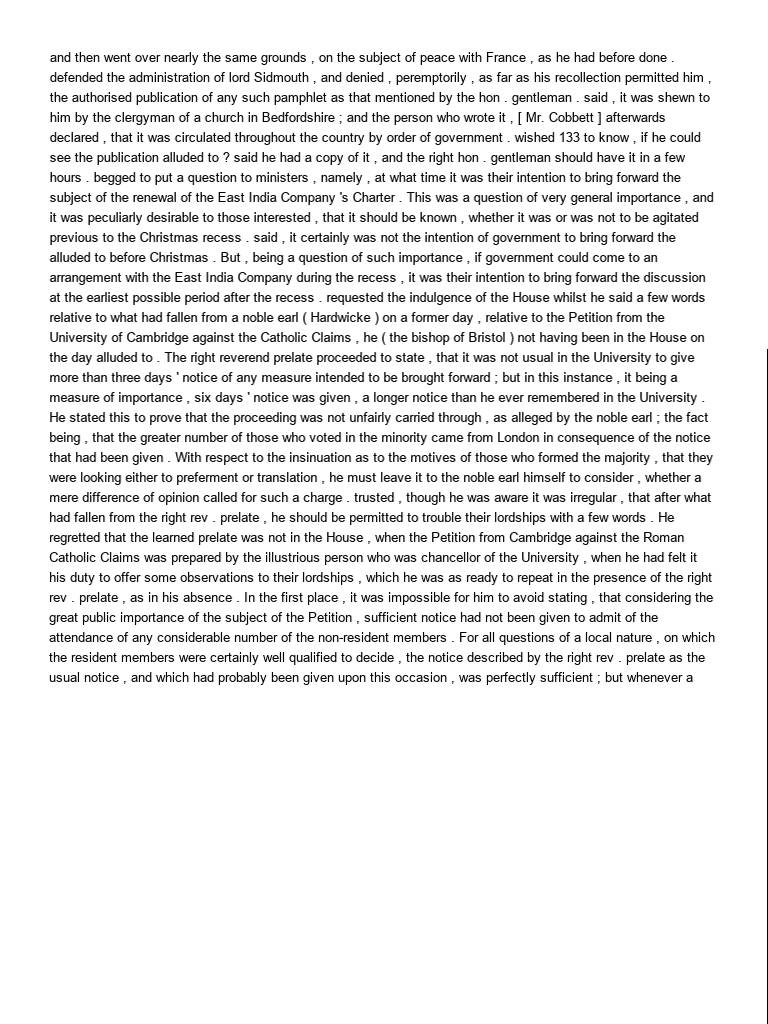 and then went over nearly the same grounds , on the subject of peace with France , as he had before done .
defended the administration of lord Sidmouth , and denied , peremptorily , as far as his recollection permitted him ,
the authorised publication of any such pamphlet as that mentioned by the hon . gentleman . said , it was shewn to
him by the clergyman of a church in Bedfordshire ; and the person who wrote it , [ Mr. Cobbett ] afterwards
declared , that it was circulated throughout the country by order of government . wished 133 to know , if he could
see the publication alluded to ? said he had a copy of it , and the right hon . gentleman should have it in a few
hours . begged to put a question to ministers , namely , at what time it was their intention to bring forward the
subject of the renewal of the East India Company 's Charter . This was a question of very general importance , and
it was peculiarly desirable to those interested , that it should be known , whether it was or was not to be agitated
previous to the Christmas recess . said , it certainly was not the intention of government to bring forward the
alluded to before Christmas . But , being a question of such importance , if government could come to an
arrangement with the East India Company during the recess , it was their intention to bring forward the discussion
at the earliest possible period after the recess . requested the indulgence of the House whilst he said a few words
relative to what had fallen from a noble earl ( Hardwicke ) on a former day , relative to the Petition from the
University of Cambridge against the Catholic Claims , he ( the bishop of Bristol ) not having been in the House on
the day alluded to . The right reverend prelate proceeded to state , that it was not usual in the University to give
more than three days ' notice of any measure intended to be brought forward ; but in this instance , it being a
measure of importance , six days ' notice was given , a longer notice than he ever remembered in the University .
He stated this to prove that the proceeding was not unfairly carried through , as alleged by the noble earl ; the fact
being , that the greater number of those who voted in the minority came from London in consequence of the notice
that had been given . With respect to the insinuation as to the motives of those who formed the majority , that they
were looking either to preferment or translation , he must leave it to the noble earl himself to consider , whether a
mere difference of opinion called for such a charge . trusted , though he was aware it was irregular , that after what
had fallen from the right rev . prelate , he should be permitted to trouble their lordships with a few words . He
regretted that the learned prelate was not in the House , when the Petition from Cambridge against the Roman
Catholic Claims was prepared by the illustrious person who was chancellor of the University , when he had felt it
his duty to offer some observations to their lordships , which he was as ready to repeat in the presence of the right
rev . prelate , as in his absence . In the first place , it was impossible for him to avoid stating , that considering the
great public importance of the subject of the Petition , sufficient notice had not been given to admit of the
attendance of any considerable number of the non-resident members . For all questions of a local nature , on which
the resident members were certainly well qualified to decide , the notice described by the right rev . prelate as the
usual notice , and which had probably been given upon this occasion , was perfectly sufficient ; but whenever a